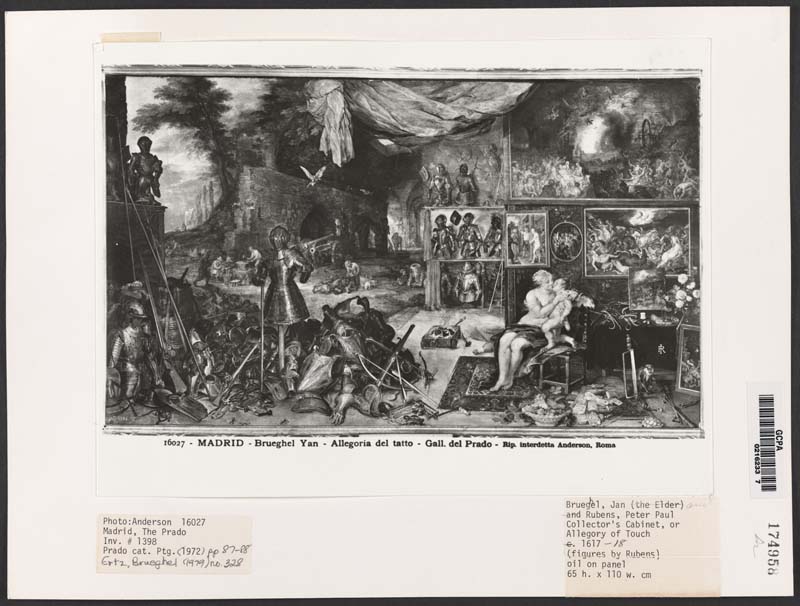 16027 - MADRID - Brueghel Yan - Allegoria del tatto - Gall. del Prado - Rip. interdetta Anderson, Roma
Photo:Anderson 16027
Madrid, The Prado
Inv. # 1398
Prado cat. Ptg.(1972) pp 87-88
Ertz, Brueghel (1979) no. 328
Brueghel, Jan (the Elder) and
and Rubens, Peter Paul
Collector's Cabinet, or
Allegory of Touch
c. 1617-18
(figures by Rubens)
oil on panel
65 h. x 110 w. cm
GCPA
0216233 7
174958